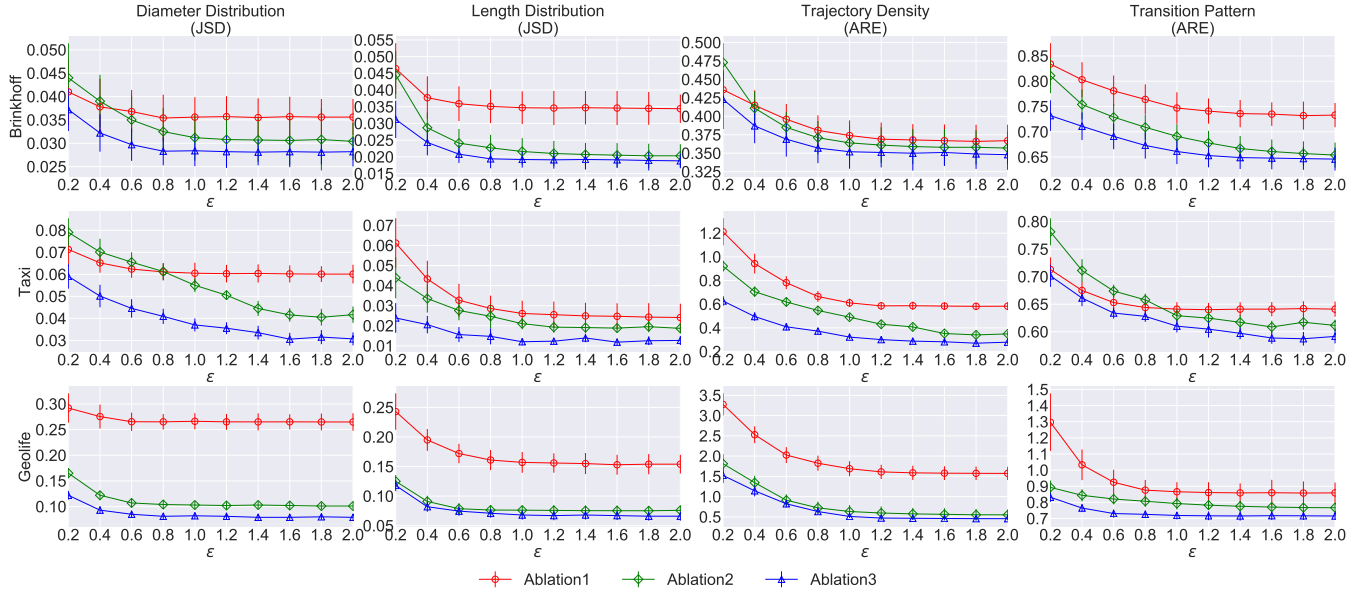 Diameter Distribution
(JSD)
Length Distribution
(JSD)
Trajectory Density
(ARE)
Transition Pattern
(ARE)
Brinkhoff
0.050
0.045
0.040
0.035
0.030
0.025
0.2 0.4 0.6 0.8 1.0 1.2 1.4 1.6 1.8 2.0
ε
0.055
0.050
0.045
0.040
0.035
0.030
0.025
0.020
0.015
0.2 0.4 0.6 0.8 1.0 1.2 1.4 1.6 1.8 2.0
ε
0.500
0.475
0.450
0.425
0.400
0.375
0.350
0.325
0.2 0.4 0.6 0.8 1.0 1.2 1.4 1.6 1.8 2.0
ε
0.85
0.80
0.75
0.70
0.65
0.2 0.4 0.6 0.8 1.0 1.2 1.4 1.6 1.8 2.0
ε
Taxi
0.08
0.07
0.06
0.05
0.04
0.03
0.2 0.4 0.6 0.8 1.0 1.2 1.4 1.6 1.8 2.0
ε
0.07
0.06
0.05
0.04
0.03
0.02
0.01
0.2 0.4 0.6 0.8 1.0 1.2 1.4 1.6 1.8 2.0
ε
1.2
1.0
0.8
0.6
0.4
0.2
0.2 0.4 0.6 0.8 1.0 1.2 1.4 1.6 1.8 2.0
ε
0.80
0.75
0.70
0.65
0.60
0.2 0.4 0.6 0.8 1.0 1.2 1.4 1.6 1.8 2.0
ε
Geolife
0.30
0.25
0.20
0.15
0.10
0.2 0.4 0.6 0.8 1.0 1.2 1.4 1.6 1.8 2.0
ε
0.25
0.20
0.15
0.10
0.05
0.2 0.4 0.6 0.8 1.0 1.2 1.4 1.6 1.8 2.0
ε
3.5
3.0
2.5
2.0
1.5
1.0
0.5
0.2 0.4 0.6 0.8 1.0 1.2 1.4 1.6 1.8 2.0
ε
1.5
1.4
1.3
1.2
1.1
1.0
0.9
0.8
0.7
0.2 0.4 0.6 0.8 1.0 1.2 1.4 1.6 1.8 2.0
ε
Ablation1 Ablation2 Ablation3